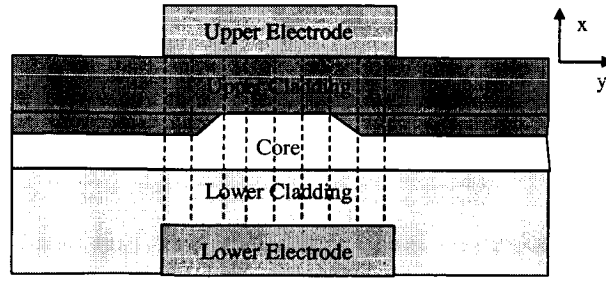 Upper Electrode
x
y
Upper Cladding
Core
Lower Cladding
Lower Electrode